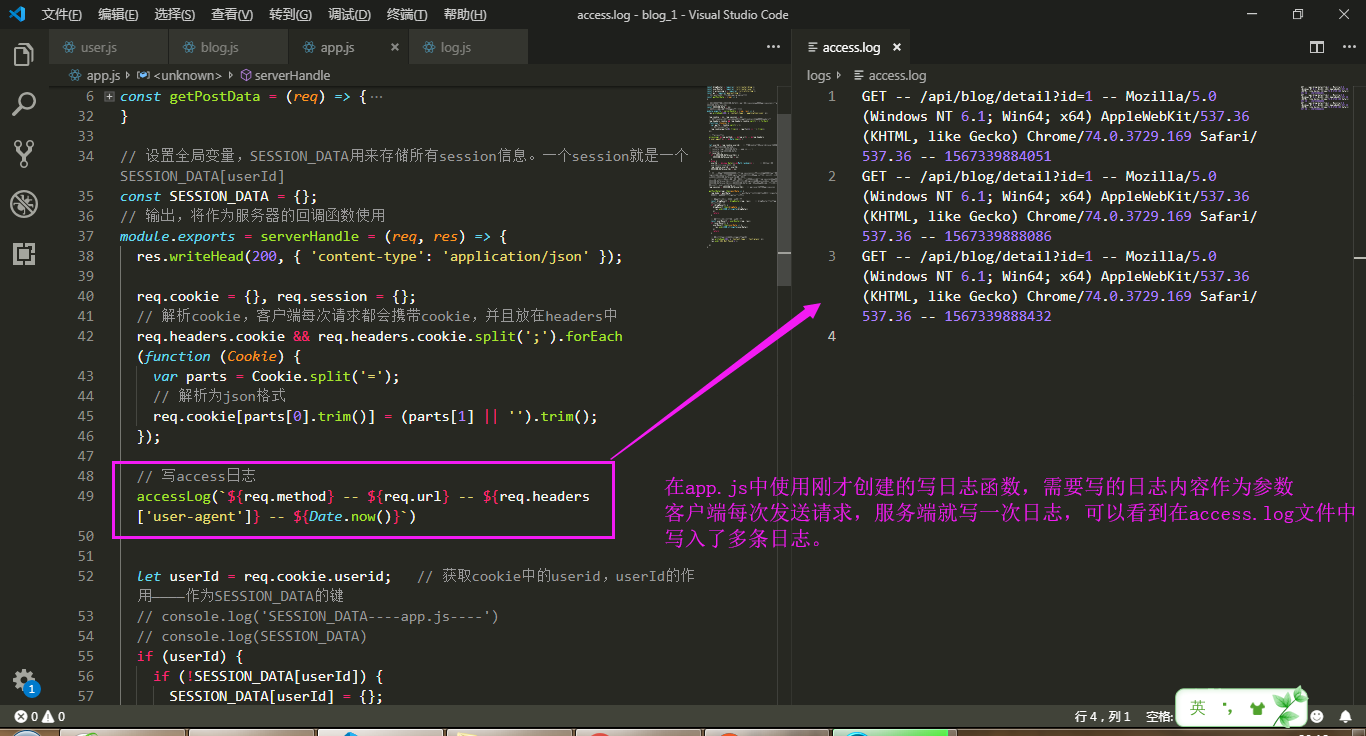 文件(F) 编辑(E) 选择(S) 查看(V) 转到(G) 调试(D) 终端(T) 帮助(H) access.log - blog_1 - Visual Studio Code
user.js blog.js app.js × log.js ··· access.log × ···
app.js <unknown> serverHandle
6 const getPostData = (req) => {···
32 }
33
34 // 设置全局变量，SESSION_DATA用来存储所有session信息。一个session就是一个
SESSION_DATA[userId]
35 const SESSION_DATA = {};
36 // 输出，将作为服务器的回调函数使用
37 module.exports = serverHandle = (req, res) => {
38 res.writeHead(200, { 'content-type': 'application/json' });
39
40 req.cookie = {}, req.session = {};
41 // 解析cookie，客户端每次请求都会携带cookie，并且放在headers中
42 req.headers.cookie && req.headers.cookie.split(';').forEach
(function (Cookie) {
43 var parts = Cookie.split('=');
44 // 解析为json格式
45 req.cookie[parts[0].trim()] = (parts[1] || '').trim();
46 });
47
48 // 写access日志
49 accessLog(`${req.method} -- ${req.url} -- ${req.headers
['user-agent']} -- ${Date.now()}`)
50
51
52 let userId = req.cookie.userid; // 获取cookie中的userid，userId的作
用————作为SESSION_DATA的键
53 // console.log('SESSION_DATA----app.js----')
54 // console.log(SESSION_DATA)
55 if (userId) {
56 if (!SESSION_DATA[userId]) {
57 SESSION_DATA[userId] = {};
logs access.log
1 GET -- /api/blog/detail?id=1 -- Mozilla/5.0
(Windows NT 6.1; Win64; x64) AppleWebKit/537.36
(KHTML, like Gecko) Chrome/74.0.3729.169 Safari/
537.36 -- 1567339884051
2 GET -- /api/blog/detail?id=1 -- Mozilla/5.0
(Windows NT 6.1; Win64; x64) AppleWebKit/537.36
(KHTML, like Gecko) Chrome/74.0.3729.169 Safari/
537.36 -- 1567339888086
3 GET -- /api/blog/detail?id=1 -- Mozilla/5.0
(Windows NT 6.1; Win64; x64) AppleWebKit/537.36
(KHTML, like Gecko) Chrome/74.0.3729.169 Safari/
537.36 -- 1567339888432
4
在app.js中使用刚才创建的写日志函数，需要写的日志内容作为参数
客户端每次发送请求，服务端就写一次日志，可以看到在access.log文件中
写入了多条日志。
1
0 0 行 4，列 1 空格: 英